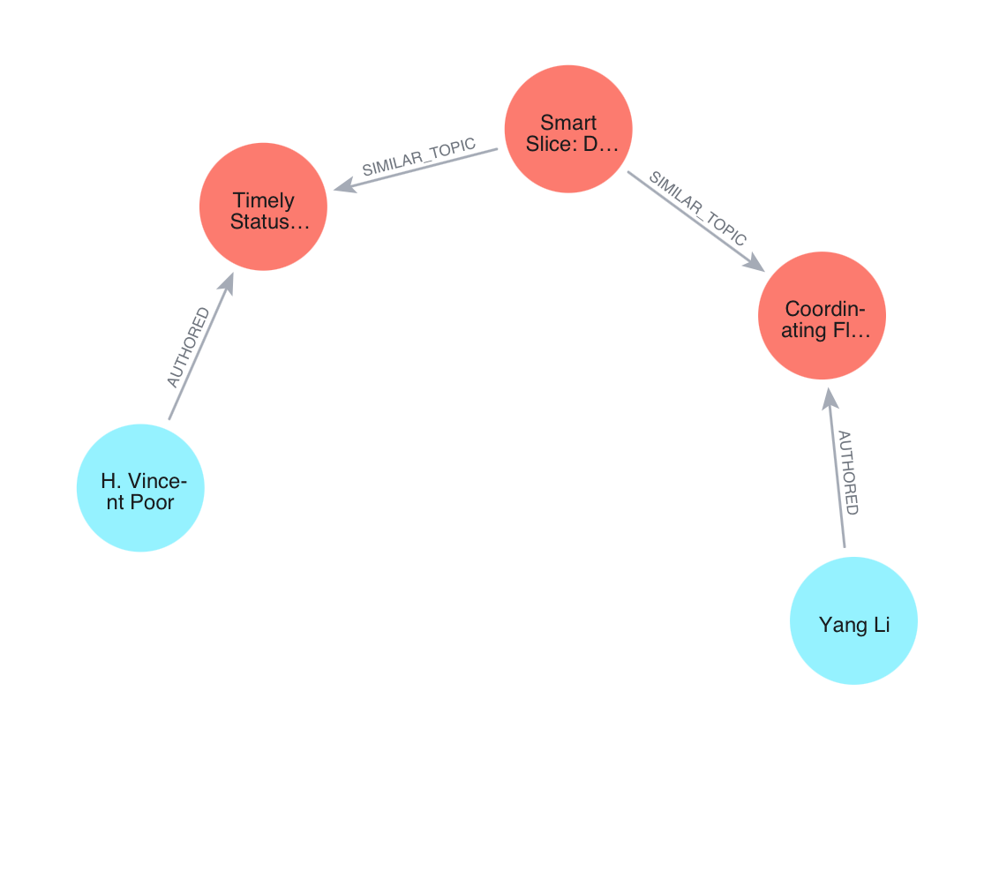 Smart
Slice: D...
SIMILAR_TOPIC
SIMILAR_TOPIC
Timely
Status...
Coordin-
ating Fl...
AUTHORED
AUTHORED
H. Vince-
nt Poor
Yang Li